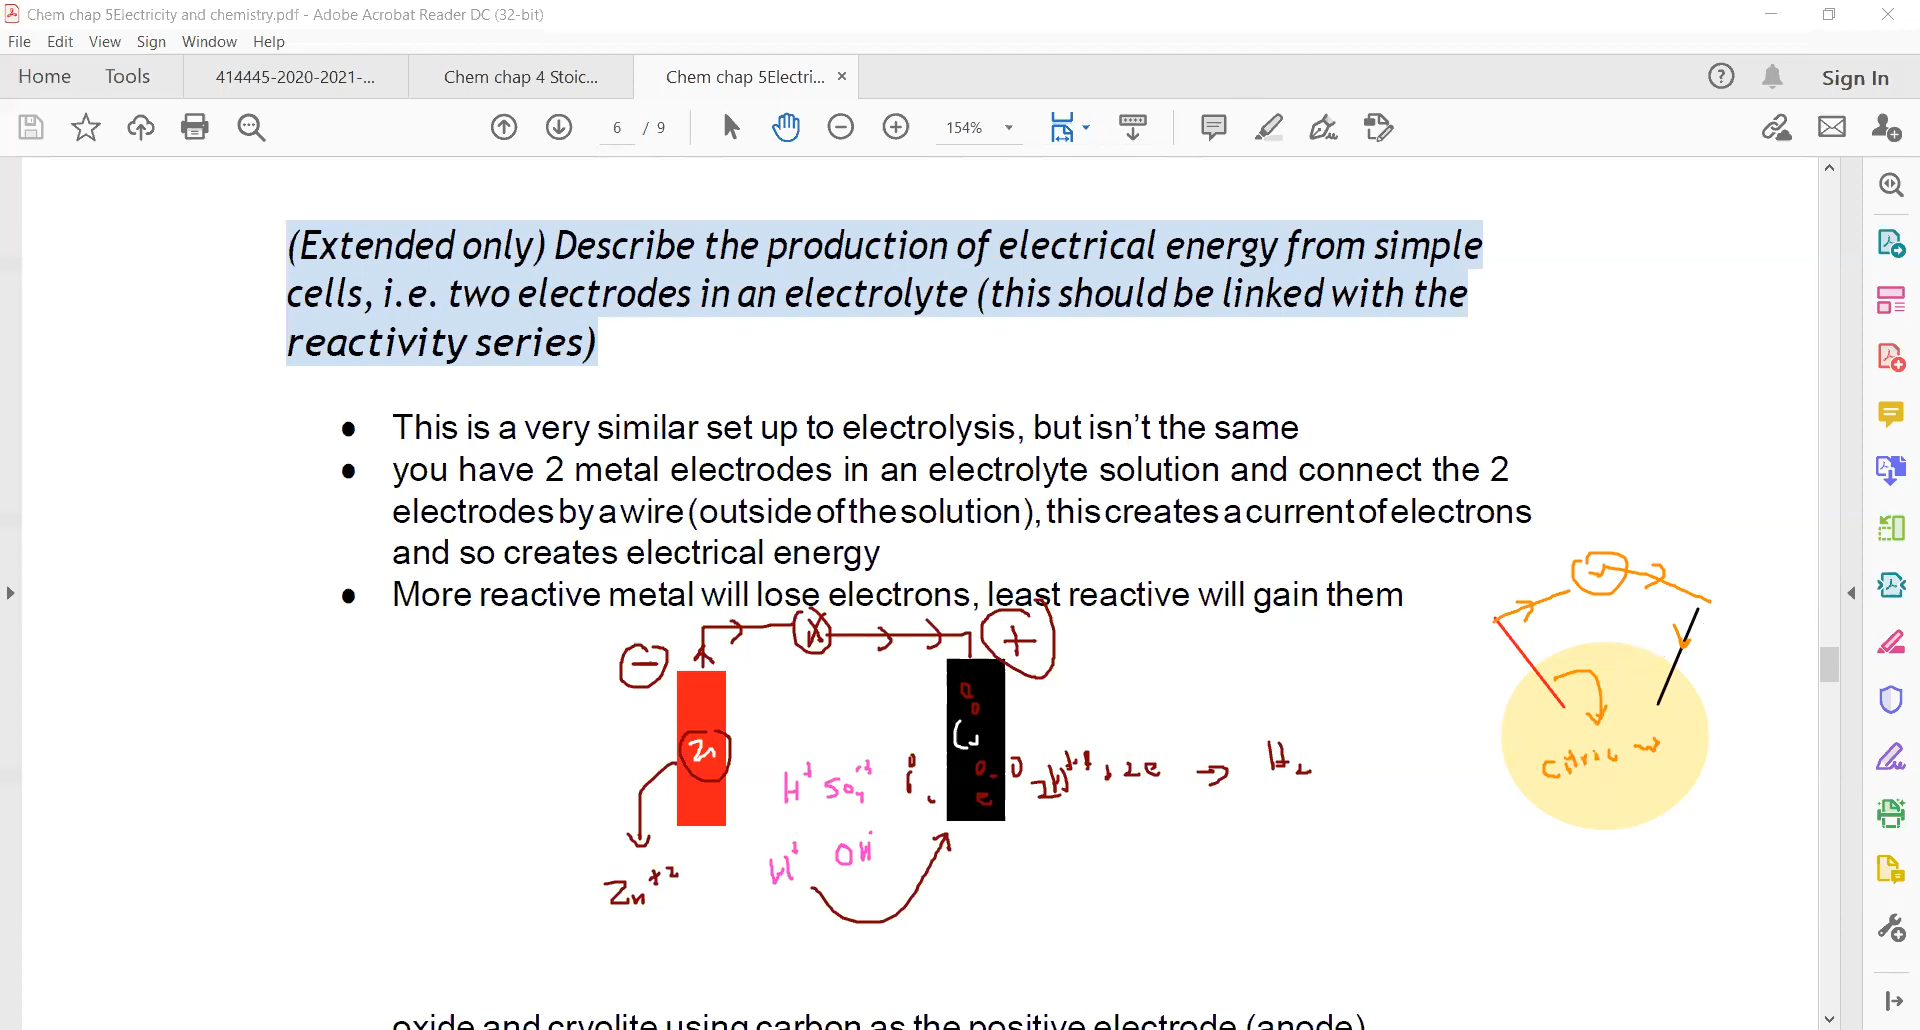 Chem chap 5Electricity and chemistry.pdf - Adobe Acrobat Reader DC (32-bit)
File Edit View Sign Window Help
Home Tools 414445-2020-2021-... Chem chap 4 Stoic... Chem chap 5Electri... × Sign In
6 / 9 154%
(Extended only) Describe the production of electrical energy from simple
cells, i.e. two electrodes in an electrolyte (this should be linked with the
reactivity series)
● This is a very similar set up to electrolysis, but isn’t the same
● you have 2 metal electrodes in an electrolyte solution and connect the 2
electrodes by a wire (outside of the solution), this creates a current of electrons
and so creates electrical energy
● More reactive metal will lose electrons, least reactive will gain them
− +
Zn Cu
H+ SO4-2 2H+ + 2e → H2
H+ OH-
Zn+2
Citric
oxide and cryolite using carbon as the positive electrode (anode)